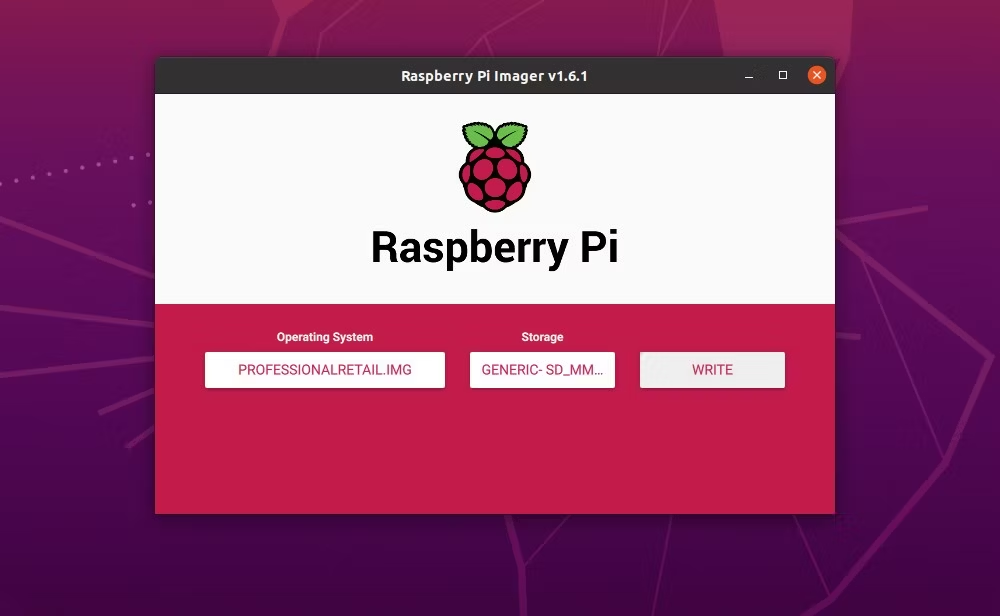 Raspberry Pi Imager v1.6.1
Raspberry Pi
Operating System
Storage
PROFESSIONALRETAIL.IMG
GENERIC- SD_MM...
WRITE